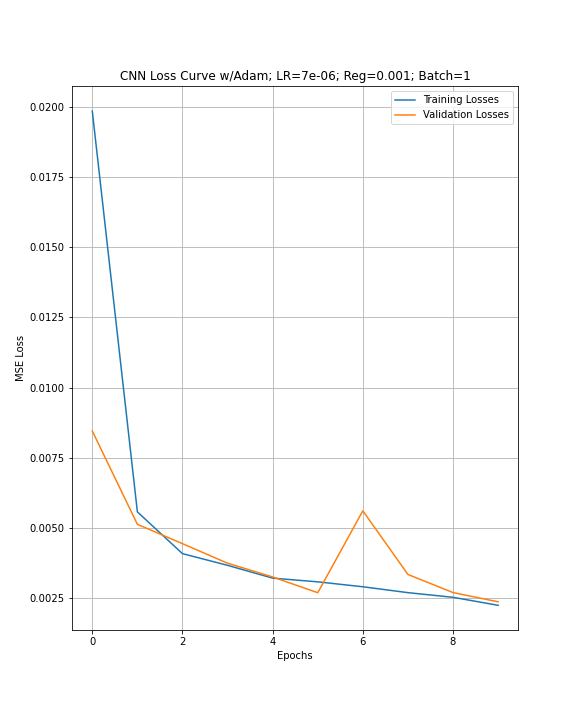 CNN Loss Curve w/Adam; LR=7e-06; Reg=0.001; Batch=1
Training Losses
Validation Losses
0.0200
0.0175
0.0150
0.0125
0.0100
0.0075
0.0050
0.0025
MSE Loss
0 2 4 6 8
Epochs